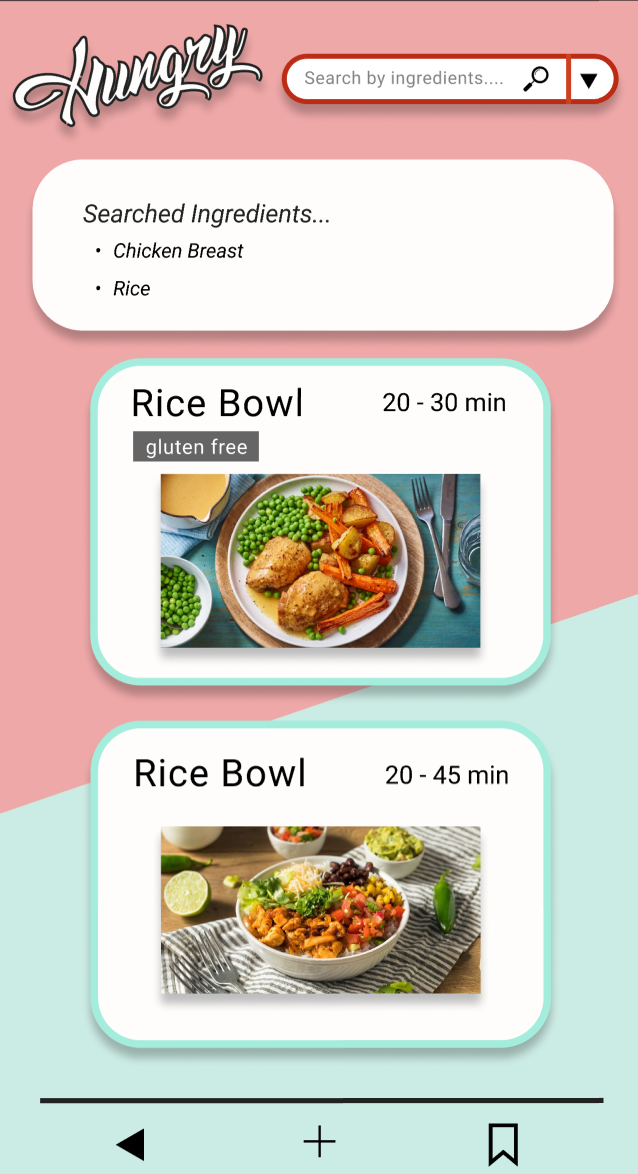 Hungry
Search by ingredients....
Searched Ingredients...
• Chicken Breast
• Rice
Rice Bowl
20 - 30 min
gluten free
Rice Bowl
20 - 45 min